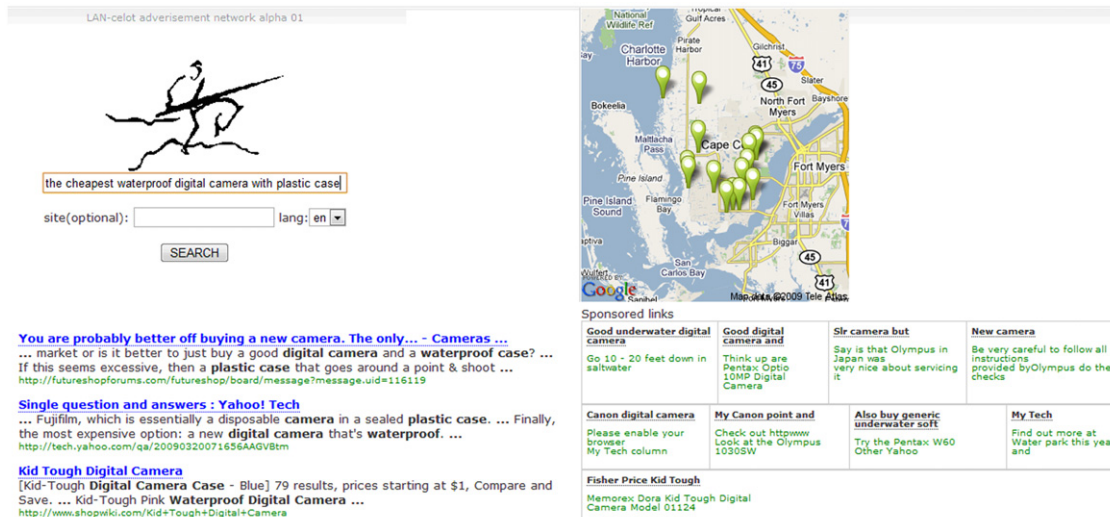 LAN-celot adverisement network alpha 01
the cheapest waterproof digital camera with plastic case
site(optional):
lang: en
SEARCH
You are probably better off buying a new camera. The only... - Cameras ...
... market or is it better to just buy a good digital camera and a waterproof case? ...
If this seems excessive, then a plastic case that goes around a point & shoot ...
http://futureshopforums.com/futureshop/board/message?message.uid=116119
Single question and answers : Yahoo! Tech
... Fujifilm, which is essentially a disposable camera in a sealed plastic case. ... Finally,
the most expensive option: a new digital camera that's waterproof. ...
http://tech.yahoo.com/qa/20090320071656AAGVBtm
Kid Tough Digital Camera
[Kid-Tough Digital Camera Case - Blue] 79 results, prices starting at $1, Compare and
Save. ... Kid-Tough Pink Waterproof Digital Camera ...
http://www.shopwiki.com/Kid+Tough+Digital+Camera
National
Wildlife Ref
Tropical
Gulf Acres
Pirate
Harbor
Charlotte
Harbor
Gilchrist
41
75
Slater
45
North Fort
Myers
Bayshore
Bokeelia
Matlacha
Pass
Cape
Fort Myers
Pine Island
Pine Island
Sound
Flamingo
Bay
Fort Myers
Villas
Biggar
45
San
Carlos Bay
41
Wulfert
POWERED BY
Google
Sanibel
Map data ©2009 Tele Atlas
Sponsored links
Good underwater digital
camera
Go 10 - 20 feet down in
saltwater
Good digital
camera and
Think up are
Pentax Optio
10MP Digital
Camera
Slr camera but
Say is that Olympus in
Japan was
very nice about servicing
it
New camera
Be very careful to follow all
instructions
provided byOlympus do the
checks
Canon digital camera
Please enable your
browser
My Tech column
My Canon point and
Check out httpwww
Look at the Olympus
1030SW
Also buy generic
underwater soft
Try the Pentax W60
Other Yahoo
My Tech
Find out more at
Water park this yea
and
Fisher Price Kid Tough
Memorex Dora Kid Tough Digital
Camera Model 01124